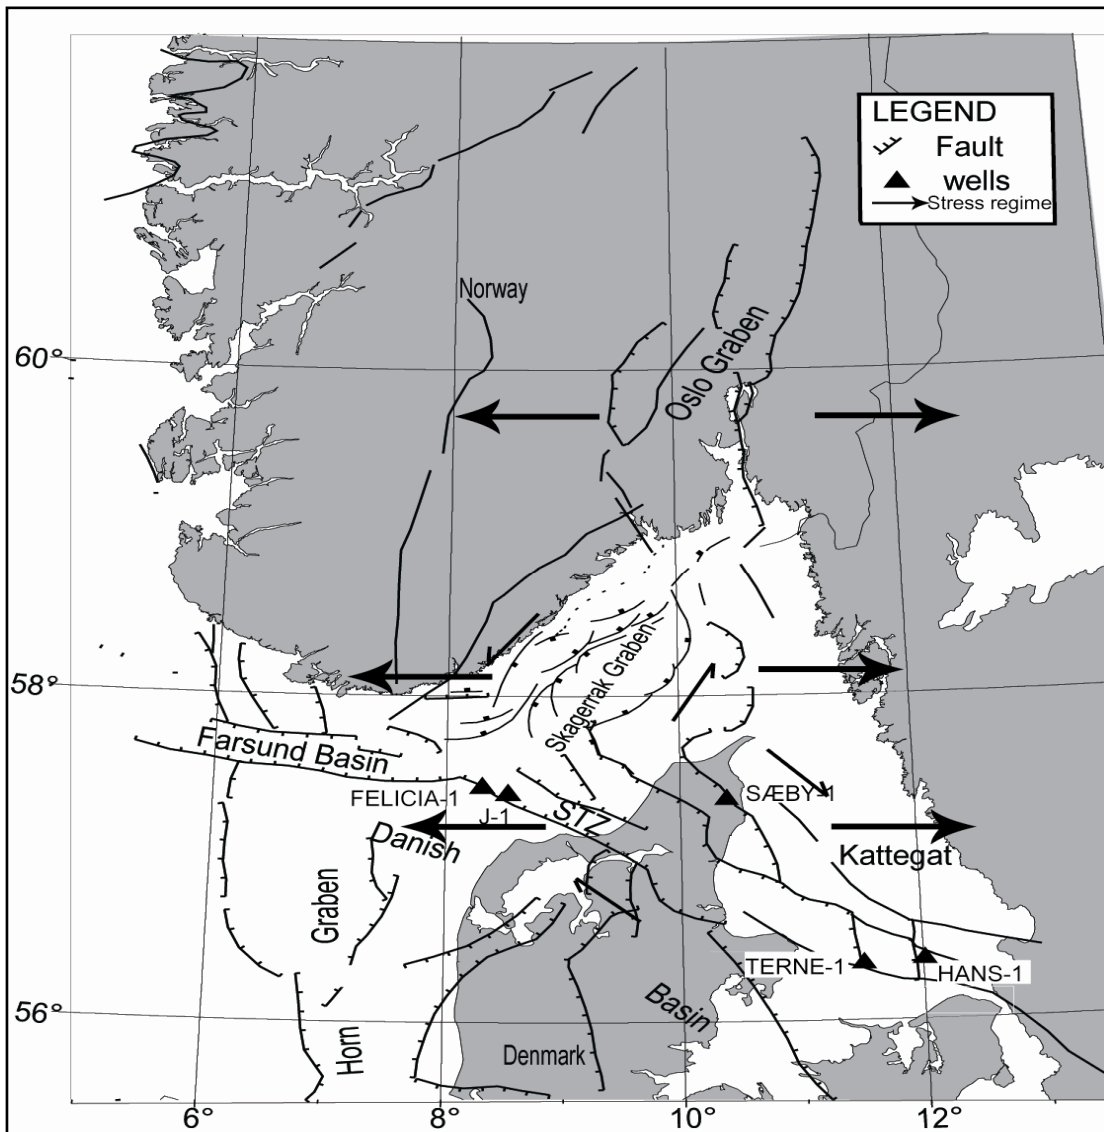 LEGEND
Fault
wells
Stress regime
Norway
60°
Oslo Graben
58°
Skagerrak Graben
Farsund Basin
FELICIA-1
J-1
STZ
SÆBY-1
Danish
Kattegat
Graben
TERNE-1
HANS-1
Basin
56°
Horn
Denmark
6°
8°
10°
12°